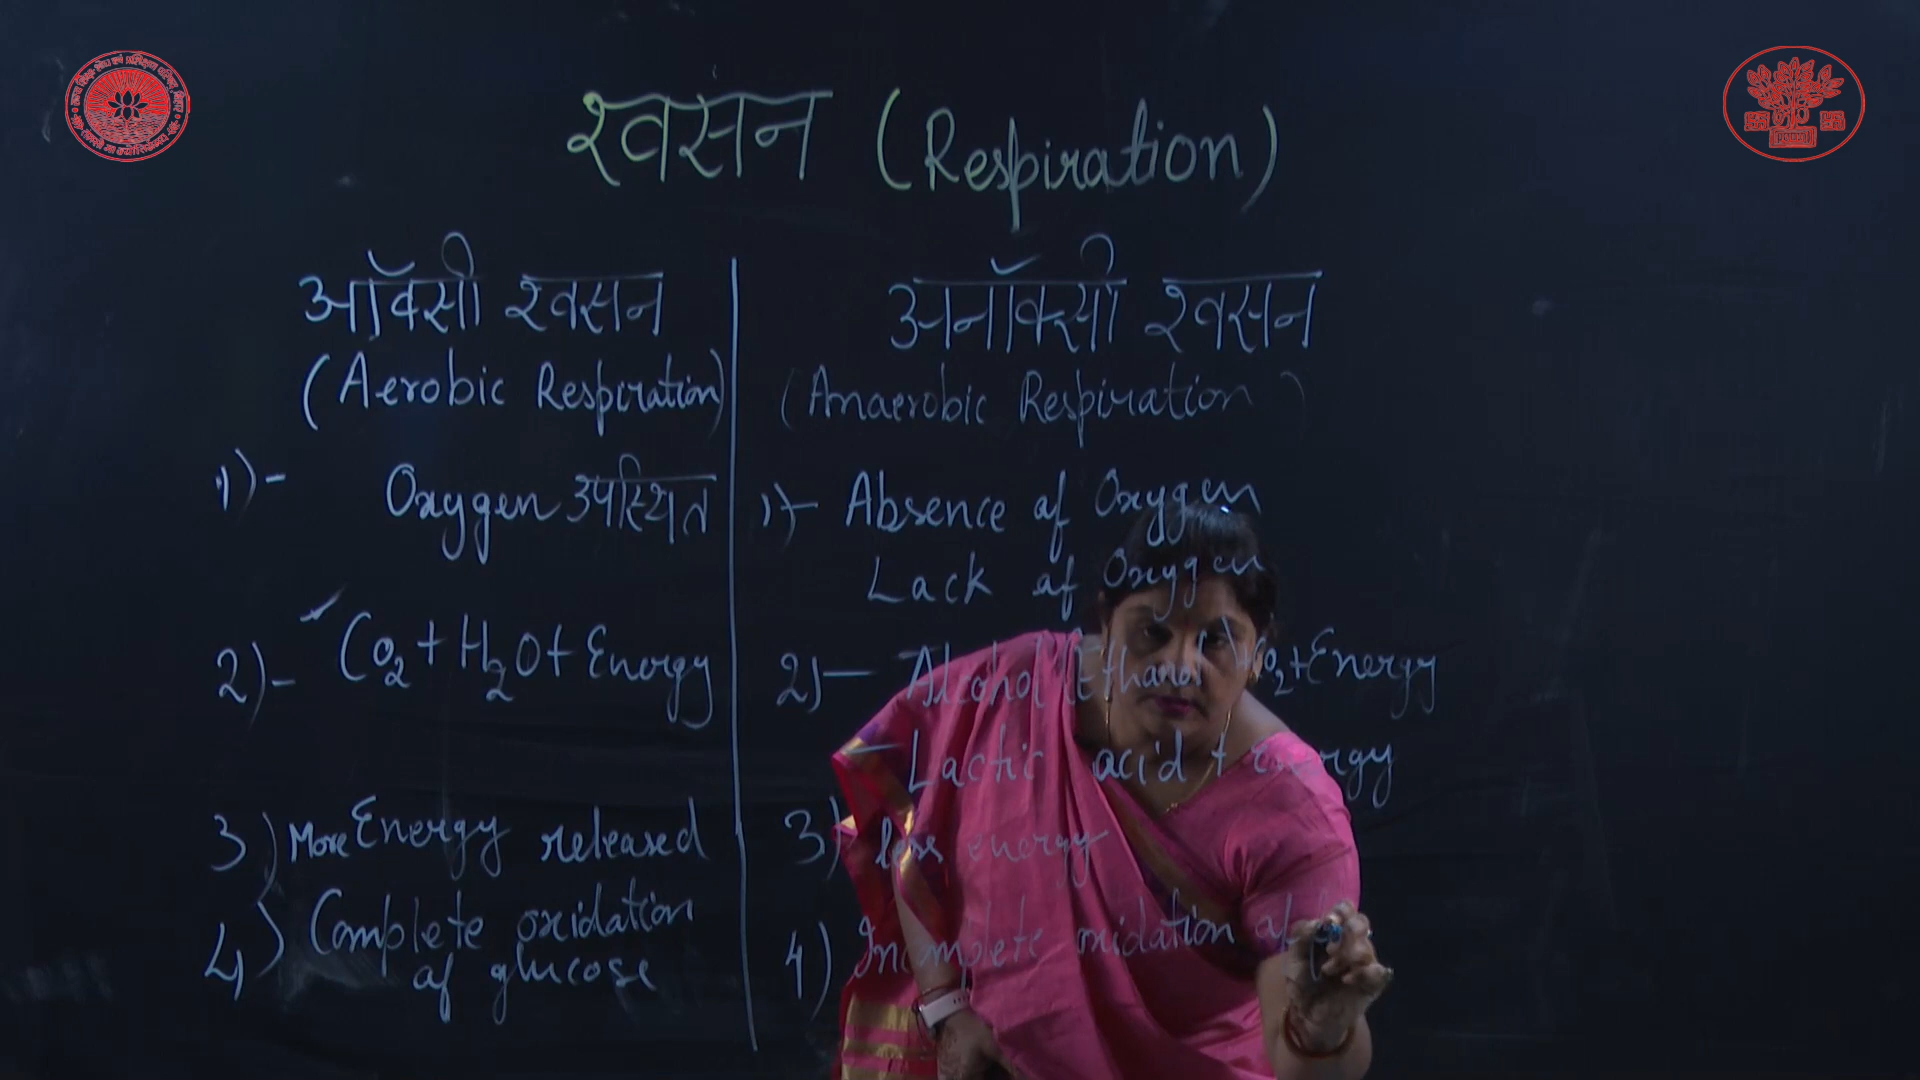 श्वसन (Respiration)
ऑक्सी श्वसन
(Aerobic Respiration)
1)- Oxygen उपस्थित
2)- CO2 + H2O + Energy
3) More Energy released
4) Complete oxidation
of glucose
अनॉक्सी श्वसन
(Anaerobic Respiration)
1)- Absence of Oxygen
Lack of Oxygen
2)- Alcohol (Ethanol) + CO2 + Energy
- Lactic acid + Energy
3) less energy
4) Incomplete oxidation of